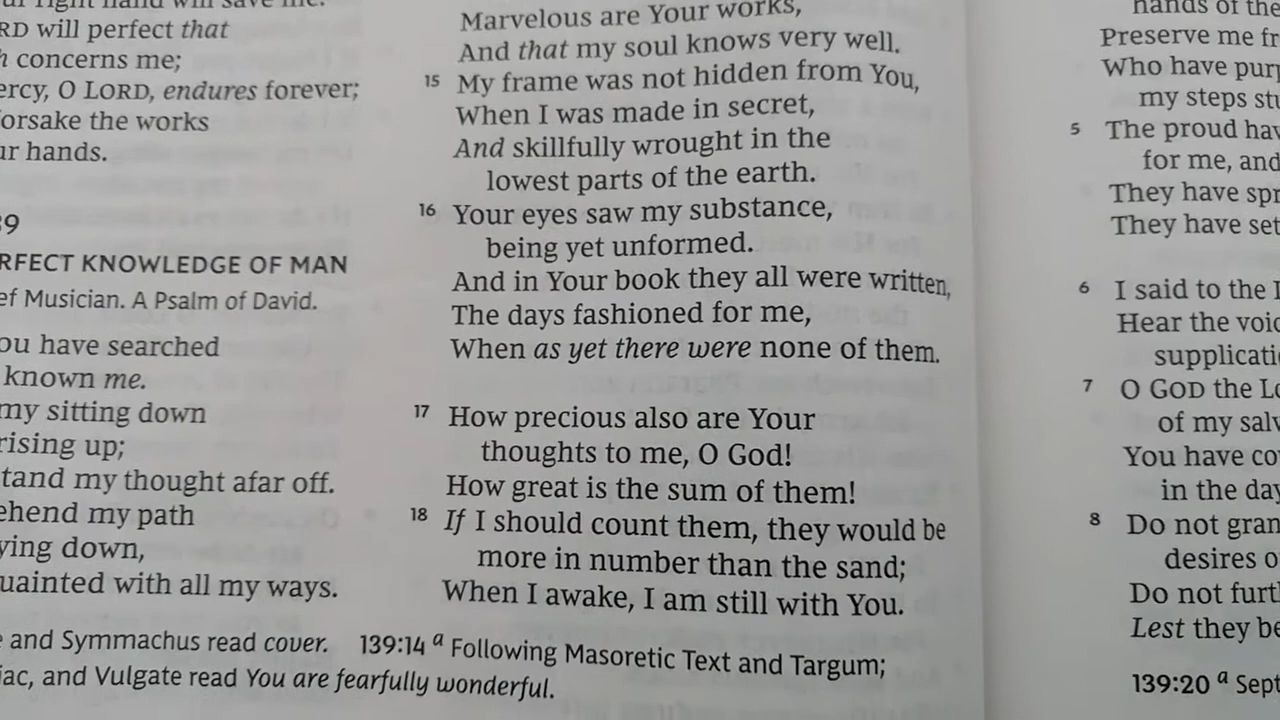 right hand will save me.
RD will perfect that
concerns me;
ercy, O LORD, endures forever;
forsake the works
ur hands.
39
RFECT KNOWLEDGE OF MAN
ef Musician. A Psalm of David.
ou have searched
known me.
my sitting down
rising up;
tand my thought afar off.
ehend my path
ying down,
uainted with all my ways.
Marvelous are Your works,
And that my soul knows very well.
15 My frame was not hidden from You,
When I was made in secret,
And skillfully wrought in the
lowest parts of the earth.
16 Your eyes saw my substance,
being yet unformed.
And in Your book they all were written,
The days fashioned for me,
When as yet there were none of them.
17 How precious also are Your
thoughts to me, O God!
How great is the sum of them!
18 If I should count them, they would be
more in number than the sand;
When I awake, I am still with You.
and Symmachus read cover. 139:14 a Following Masoretic Text and Targum;
iac, and Vulgate read You are fearfully wonderful.
hands of the
Preserve me fr
Who have purp
my steps stu
5 The proud hav
for me, and
They have spr
They have set
6 I said to the L
Hear the voic
supplicati
7 O GOD the Lo
of my salv
You have co
in the day
8 Do not gran
desires o
Do not furt
Lest they be
139:20 a Sept